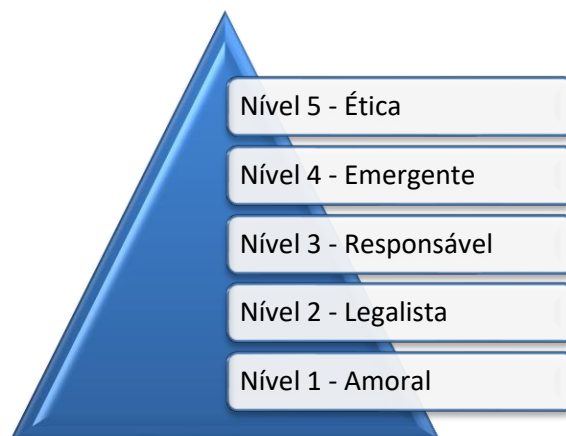 Nível 5 - Ética
Nível 4 - Emergente
Nível 3 - Responsável
Nível 2 - Legalista
Nível 1 - Amoral